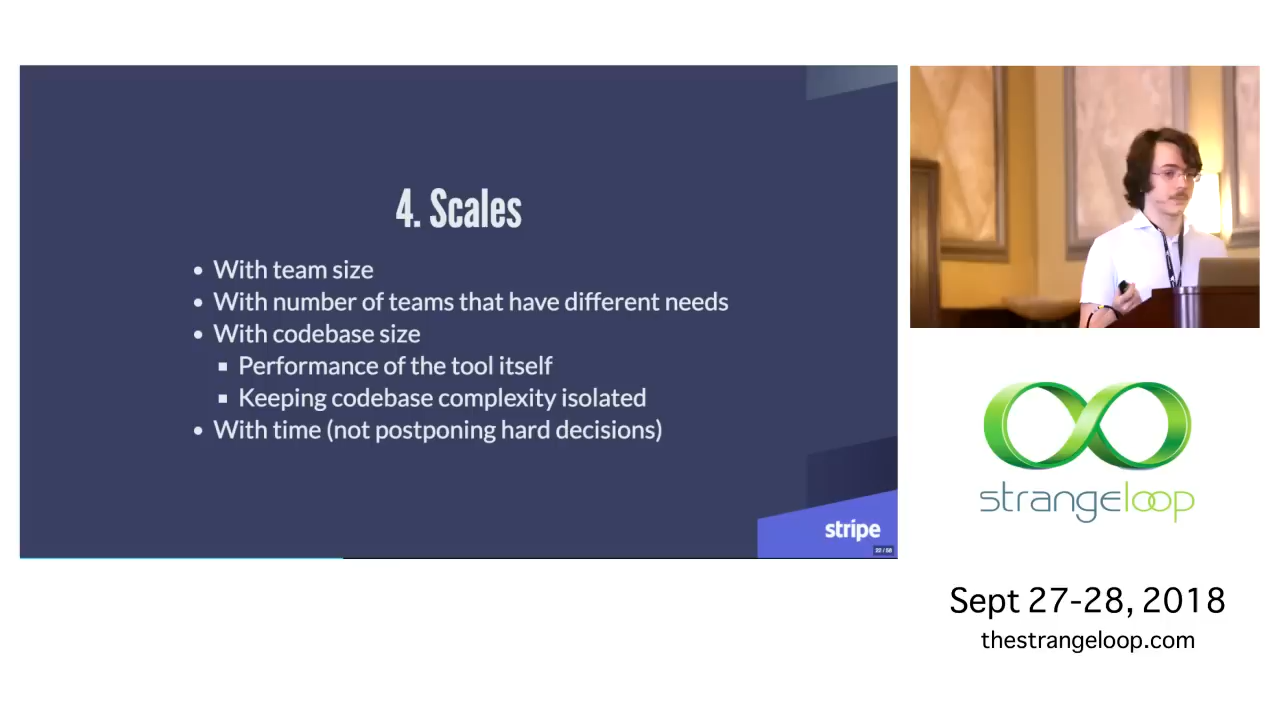 4. Scales
With team size
With number of teams that have different needs
With codebase size
Performance of the tool itself
Keeping codebase complexity isolated
With time (not postponing hard decisions)
stripe
22 / 58
strangeloop
Sept 27-28, 2018
thestrangeloop.com